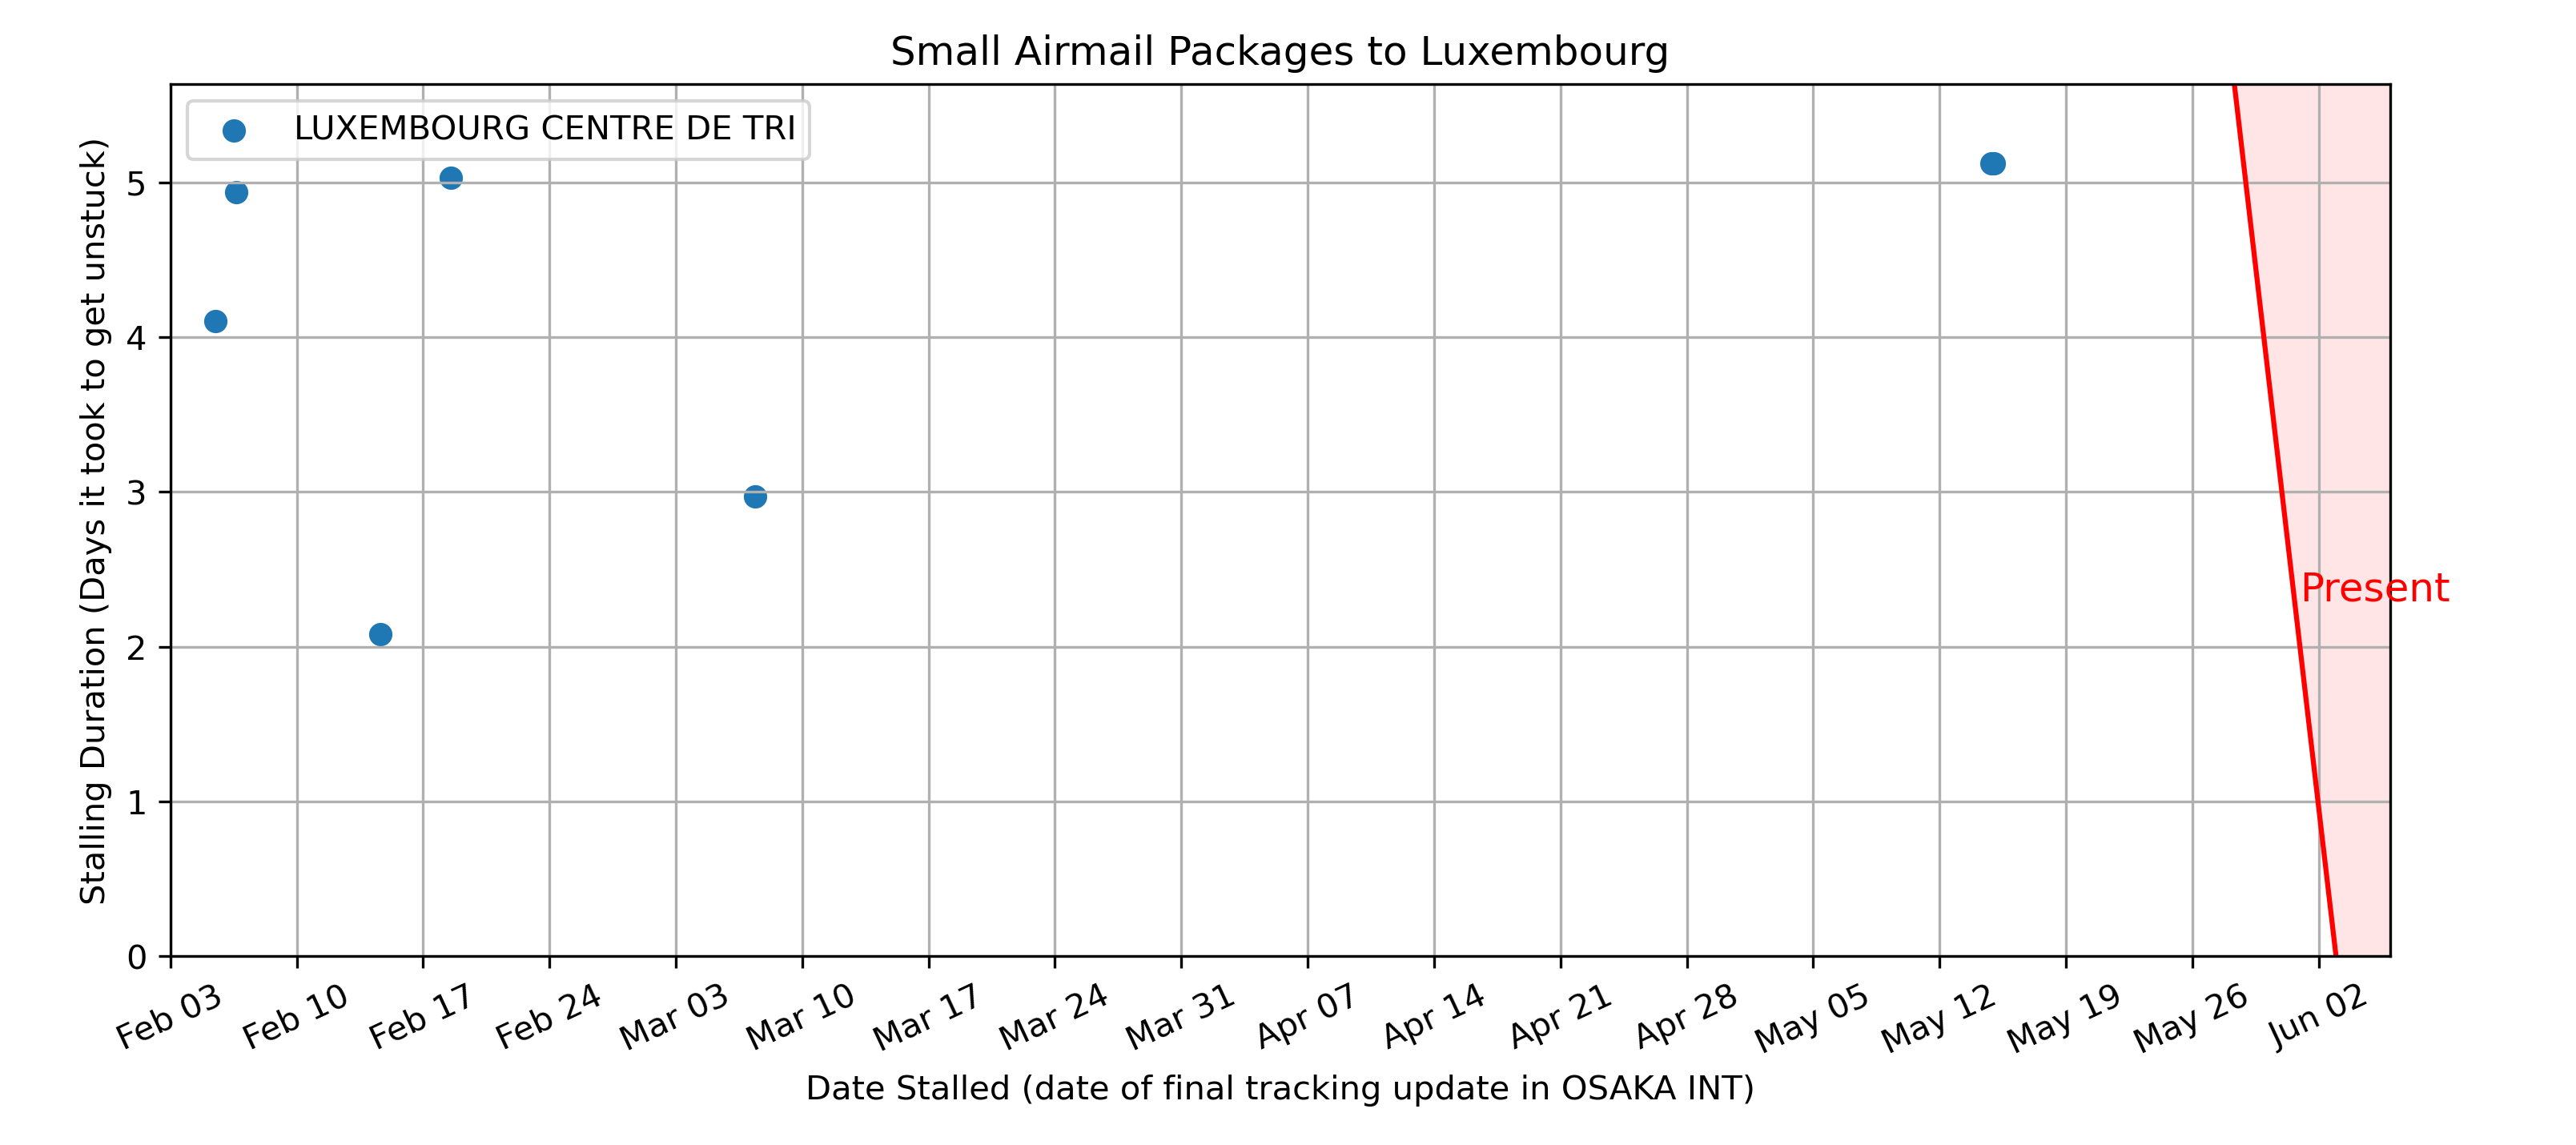 Small Airmail Packages to Luxembourg
LUXEMBOURG CENTRE DE TRI
Stalling Duration (Days it took to get unstuck)
5
4
3
2
1
0
Present
Feb 03
Feb 10
Feb 17
Feb 24
Mar 03
Mar 10
Mar 17
Mar 24
Mar 31
Apr 07
Apr 14
Apr 21
Apr 28
May 05
May 12
May 19
May 26
Jun 02
Date Stalled (date of final tracking update in OSAKA INT)